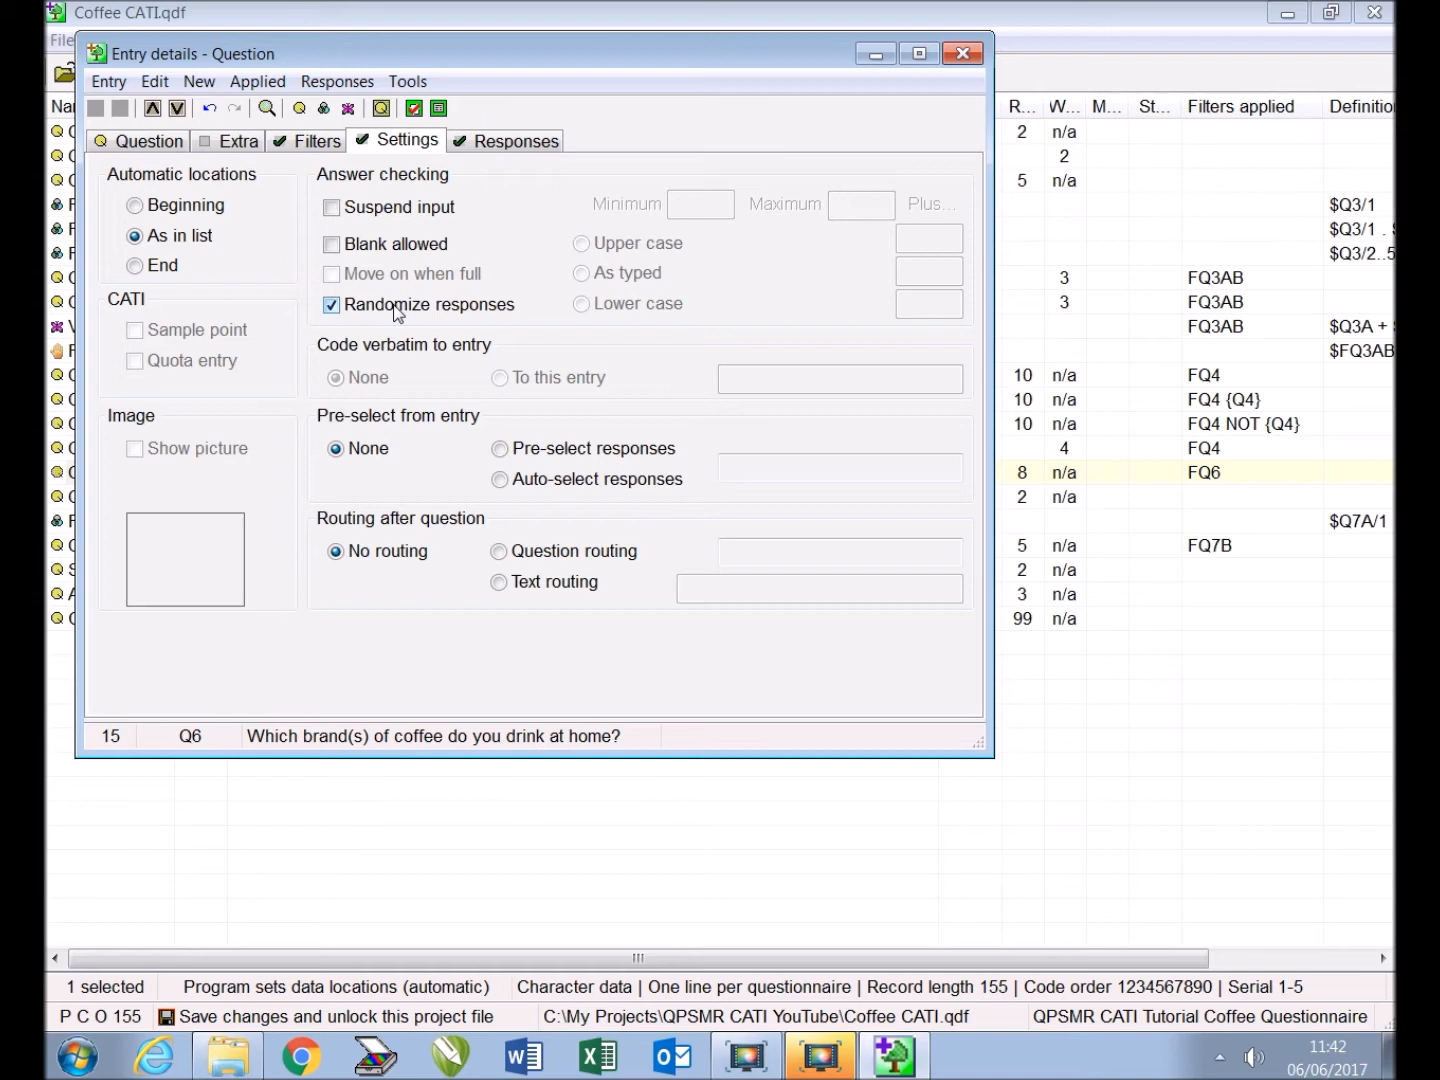 Coffee CATI.qdf
File
Entry details - Question
Entry Edit New Applied Responses Tools
Question Extra Filters Settings Responses
R... W... M... St... Filters applied Definition
Automatic locations
Beginning
As in list
End
CATI
Sample point
Quota entry
Image
Show picture
Answer checking
Suspend input Minimum Maximum Plus...
Blank allowed Upper case
Move on when full As typed
Randomize responses Lower case
Code verbatim to entry
None To this entry
Pre-select from entry
None Pre-select responses
Auto-select responses
Routing after question
No routing Question routing
Text routing
15 Q6 Which brand(s) of coffee do you drink at home?
2 n/a
2
5 n/a
$Q3/1
$Q3/1 .
$Q3/2..5
3 FQ3AB
3 FQ3AB
FQ3AB $Q3A +
$FQ3AB
10 n/a FQ4
10 n/a FQ4 {Q4}
10 n/a FQ4 NOT {Q4}
4 FQ4
8 n/a FQ6
2 n/a
$Q7A/1
5 n/a FQ7B
2 n/a
3 n/a
99 n/a
1 selected Program sets data locations (automatic) Character data | One line per questionnaire | Record length 155 | Code order 1234567890 | Serial 1-5
P C O 155 Save changes and unlock this project file C:\My Projects\QPSMR CATI YouTube\Coffee CATI.qdf QPSMR CATI Tutorial Coffee Questionnaire
11:42
06/06/2017